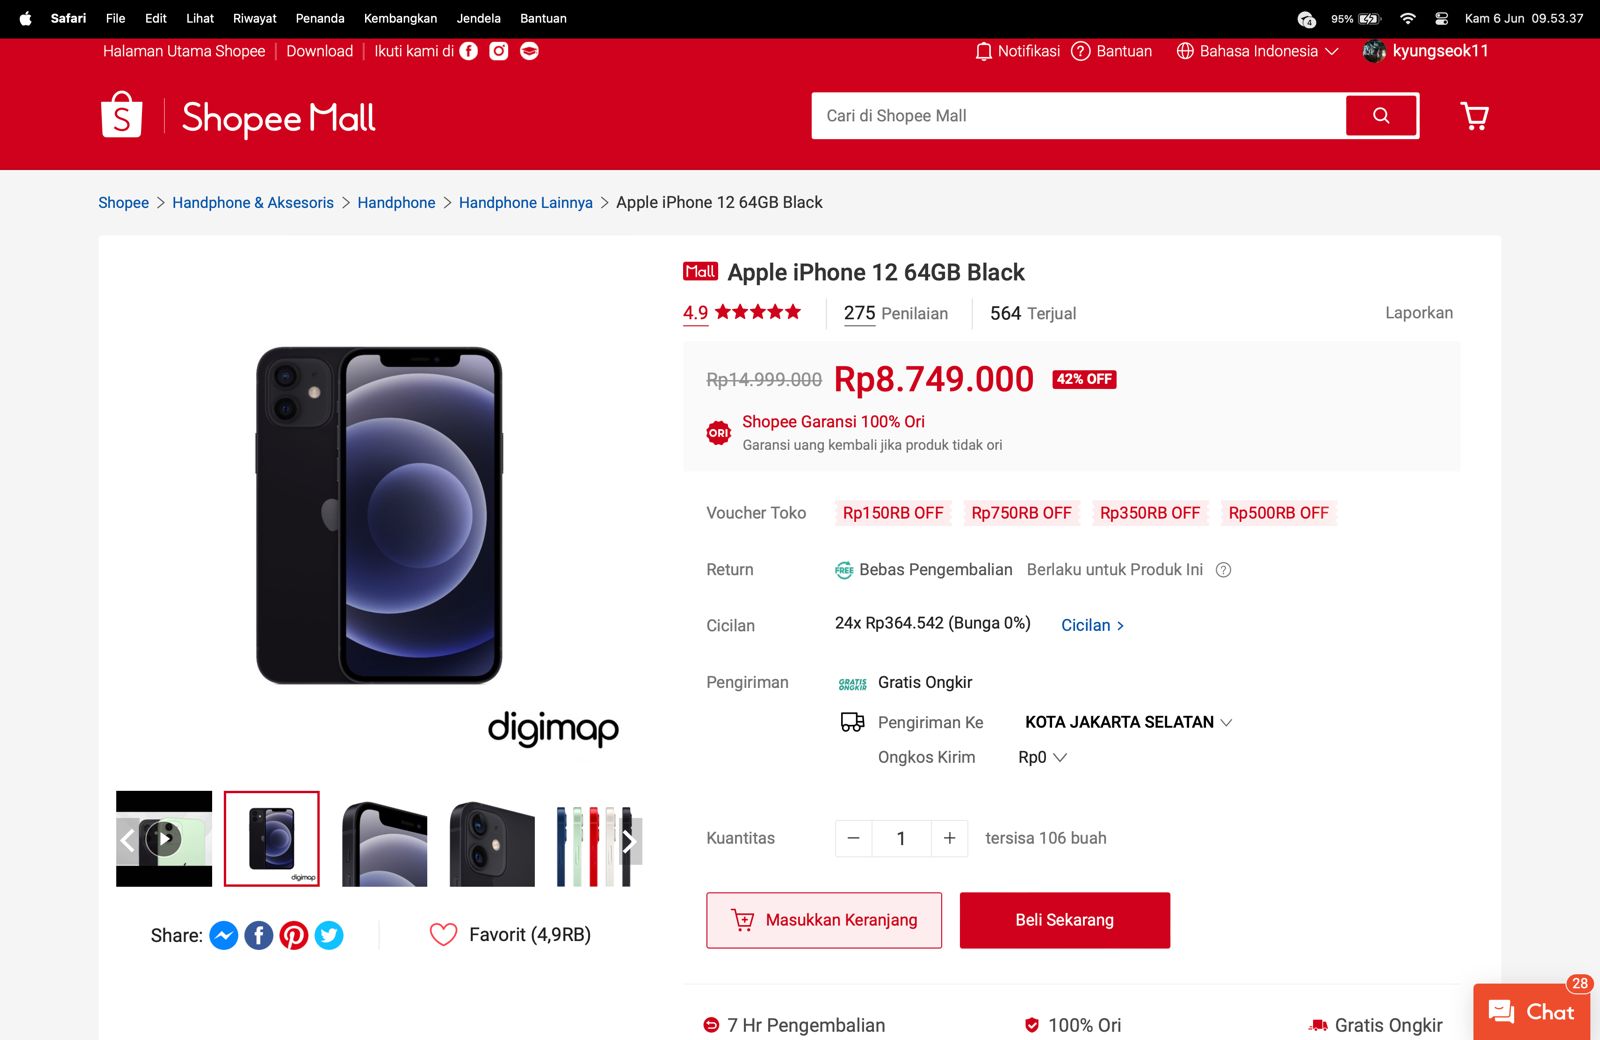 Safari File Edit Lihat Riwayat Penanda Kembangkan Jendela Bantuan 4 95% Kam 6 Jun 09.53.37
Halaman Utama Shopee Download Ikuti kami di Notifikasi Bantuan Bahasa Indonesia kyungseok11
S Shopee Mall Cari di Shopee Mall
Shopee > Handphone & Aksesoris > Handphone > Handphone Lainnya > Apple iPhone 12 64GB Black
Mall Apple iPhone 12 64GB Black
4.9 275 Penilaian 564 Terjual Laporkan
Rp14.999.000 Rp8.749.000 42% OFF
ORI Shopee Garansi 100% Ori
Garansi uang kembali jika produk tidak ori
Voucher Toko Rp150RB OFF Rp750RB OFF Rp350RB OFF Rp500RB OFF
Return FREE Bebas Pengembalian Berlaku untuk Produk Ini
Cicilan 24x Rp364.542 (Bunga 0%) Cicilan >
Pengiriman GRATIS ONGKIR Gratis Ongkir
Pengiriman Ke KOTA JAKARTA SELATAN
Ongkos Kirim Rp0
digimap
digimap
Kuantitas 1 tersisa 106 buah
Masukkan Keranjang Beli Sekarang
Share: Favorit (4,9RB)
7 Hr Pengembalian 100% Ori Gratis Ongkir
28
Chat